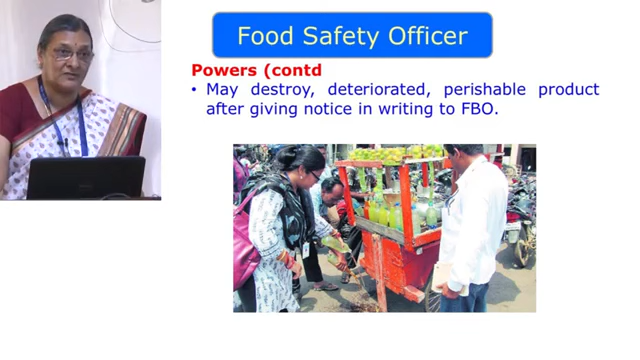 Food Safety Officer
Powers (contd
• May destroy, deteriorated, perishable product
after giving notice in writing to FBO.